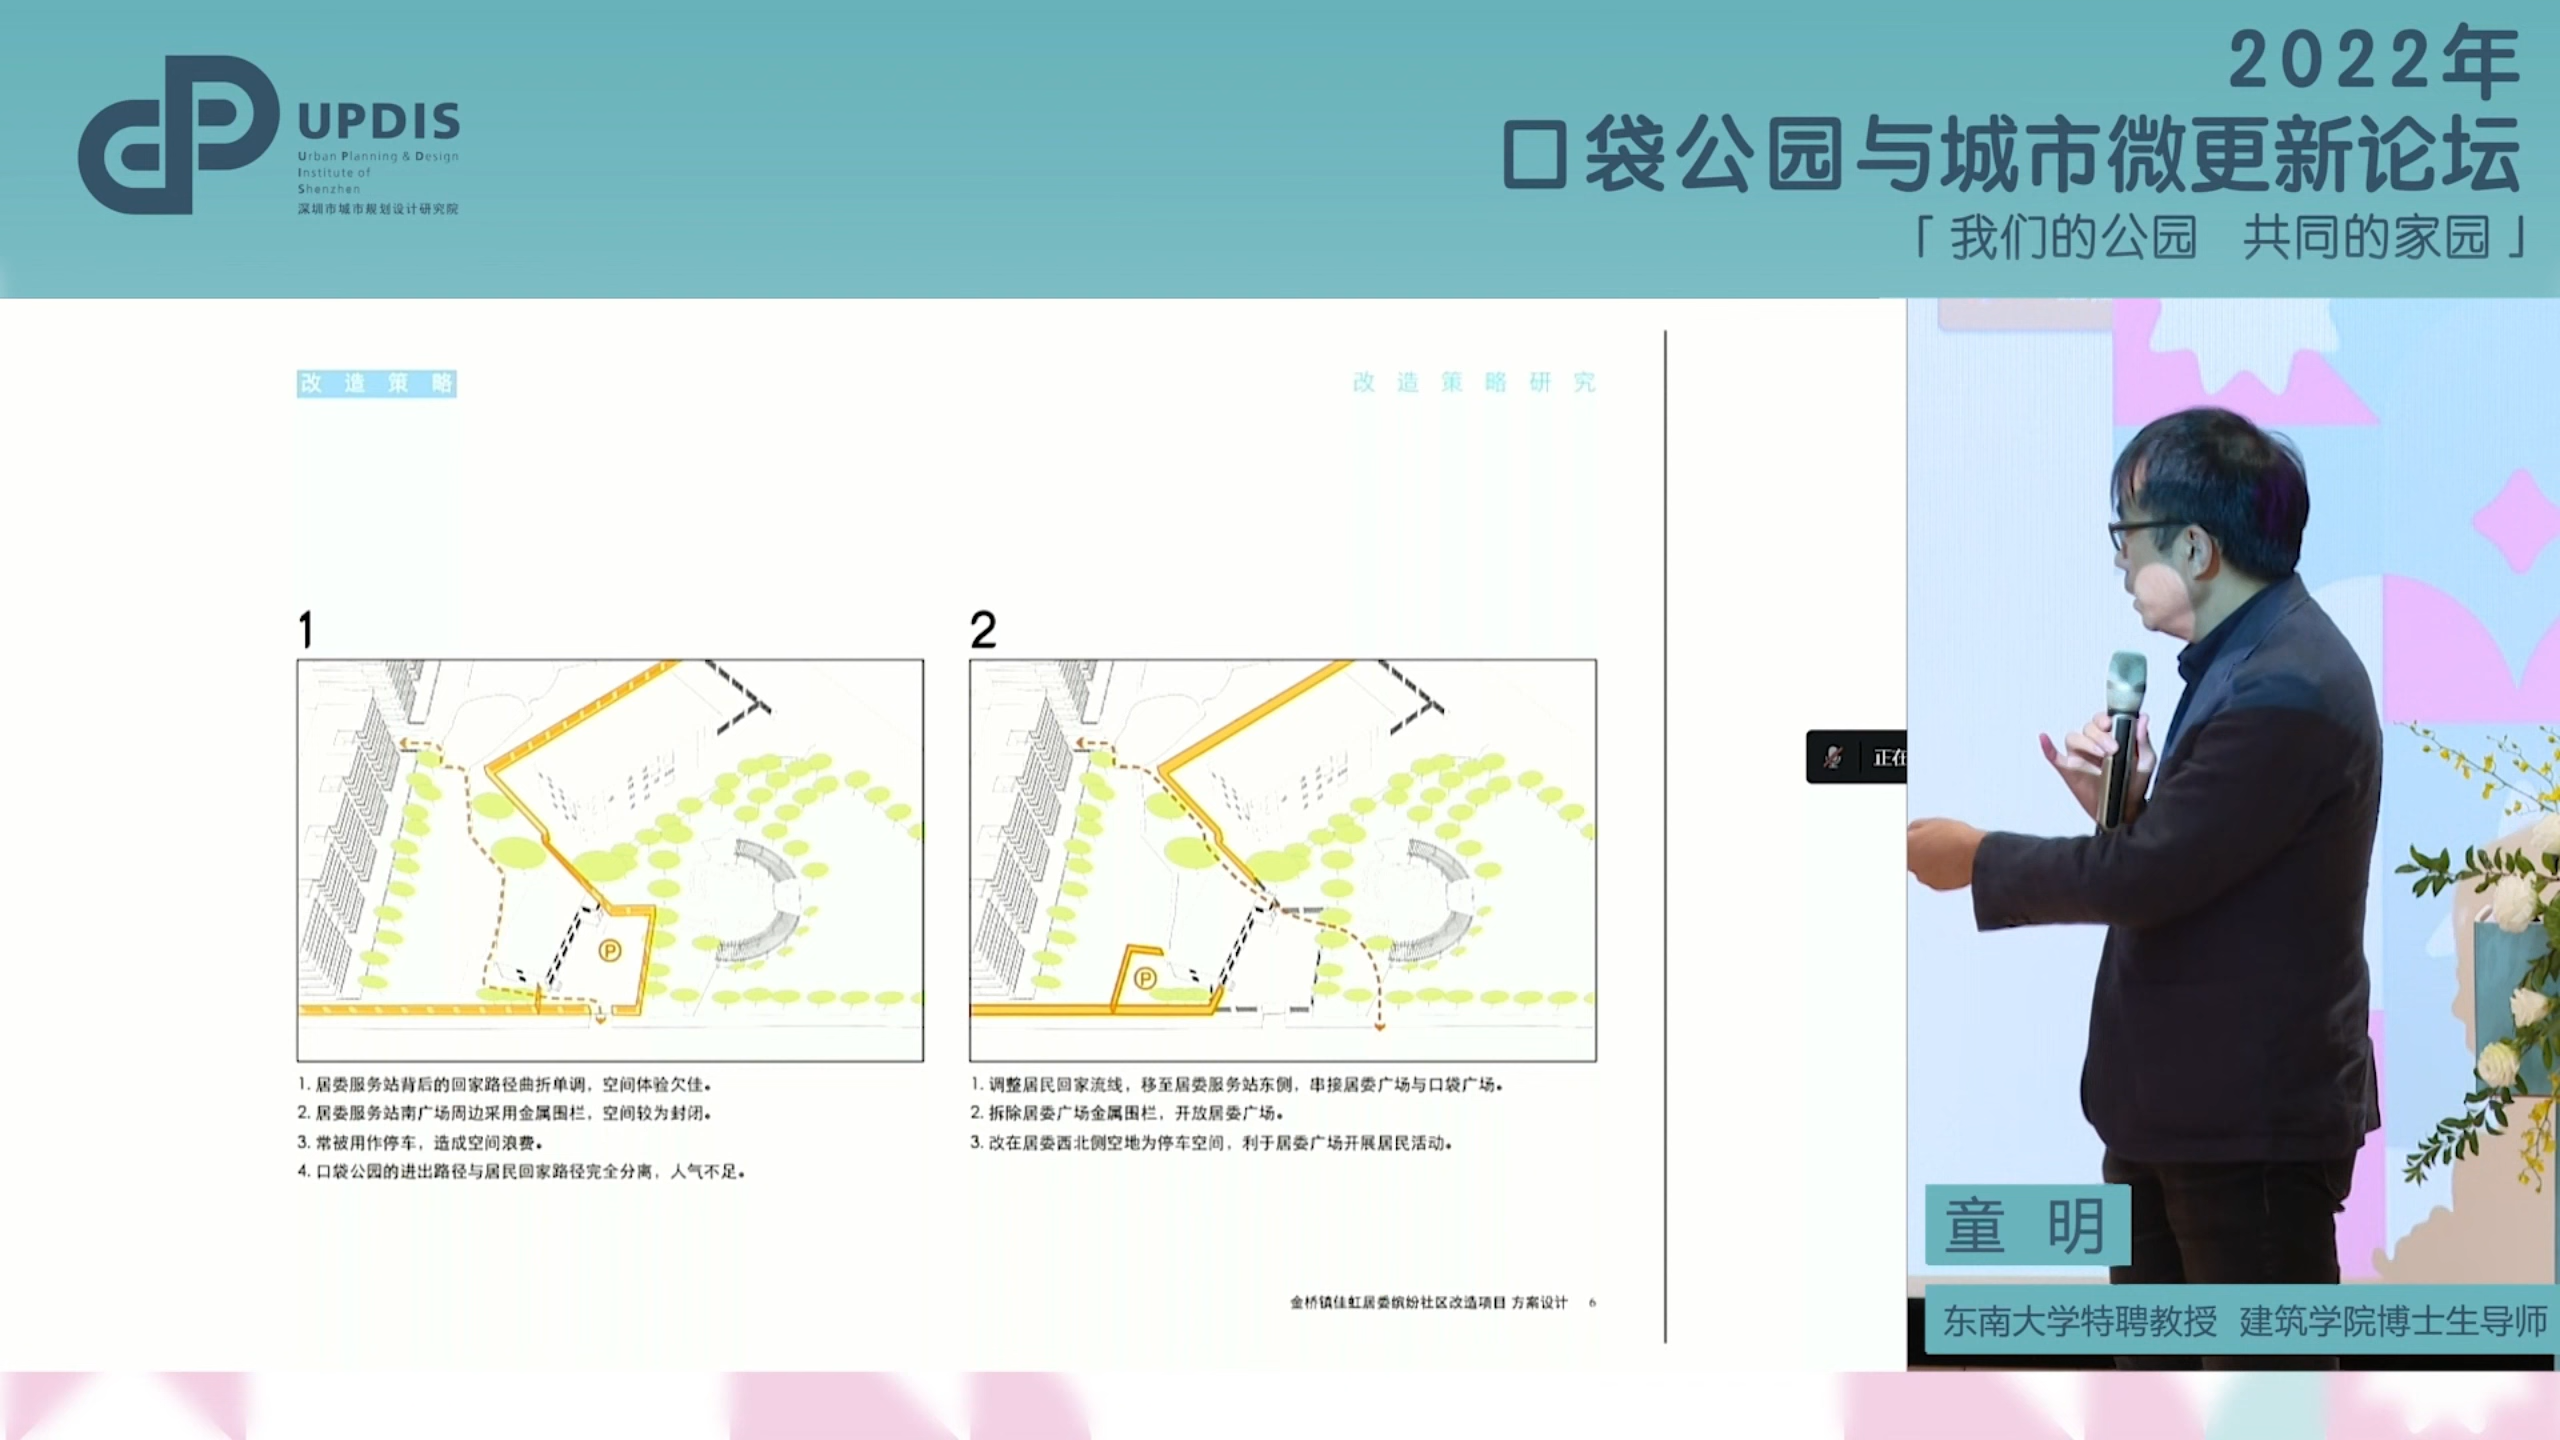 UPDIS
Urban Planning & Design
Institute of
Shenzhen
深圳市城市规划设计研究院
2022年
口袋公园与城市微更新论坛
「我们的公园 共同的家园」
改造策略
改造策略研究
1
2
P
P
1. 居委服务站背后的回家路径曲折单调，空间体验欠佳。
2. 居委服务站南广场周边采用金属围栏，空间较为封闭。
3. 常被用作停车，造成空间浪费。
4. 口袋公园的进出路径与居民回家路径完全分离，人气不足。
1. 调整居民回家流线，移至居委服务站东侧，串接居委广场与口袋广场。
2. 拆除居委广场金属围栏，开放居委广场。
3. 改在居委西北侧空地为停车空间，利于居委广场开展居民活动。
金桥镇佳虹居委缤纷社区改造项目 方案设计 6
正在
童 明
东南大学特聘教授 建筑学院博士生导师